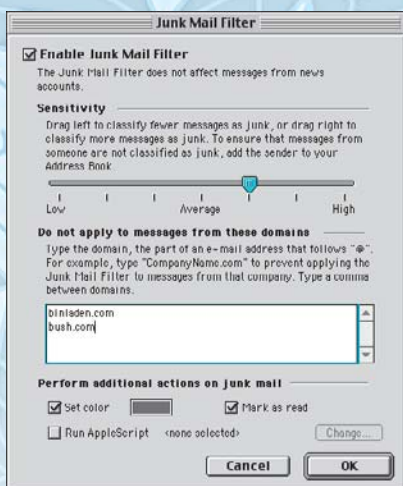 Junk Mail Filter
Enable Junk Mail Filter
The Junk Mail Filter does not affect messages from news
accounts.
Sensitivity
Drag left to classify fewer messages as junk, or drag right to
classify more messages as junk. To ensure that messages from
someone are not classified as junk, add the sender to your
Address Book.
Low Average High
Do not apply to messages from these domains
Type the domain, the part of an e-mail address that follows "@".
For example, type "CompanyName.com" to prevent applying the
Junk Mail Filter to messages from that company. Type a comma
between domains.
binladen.com
bush.com
Perform additional actions on junk mail
Set color Mark as read
Run AppleScript <none selected> Change...
Cancel OK